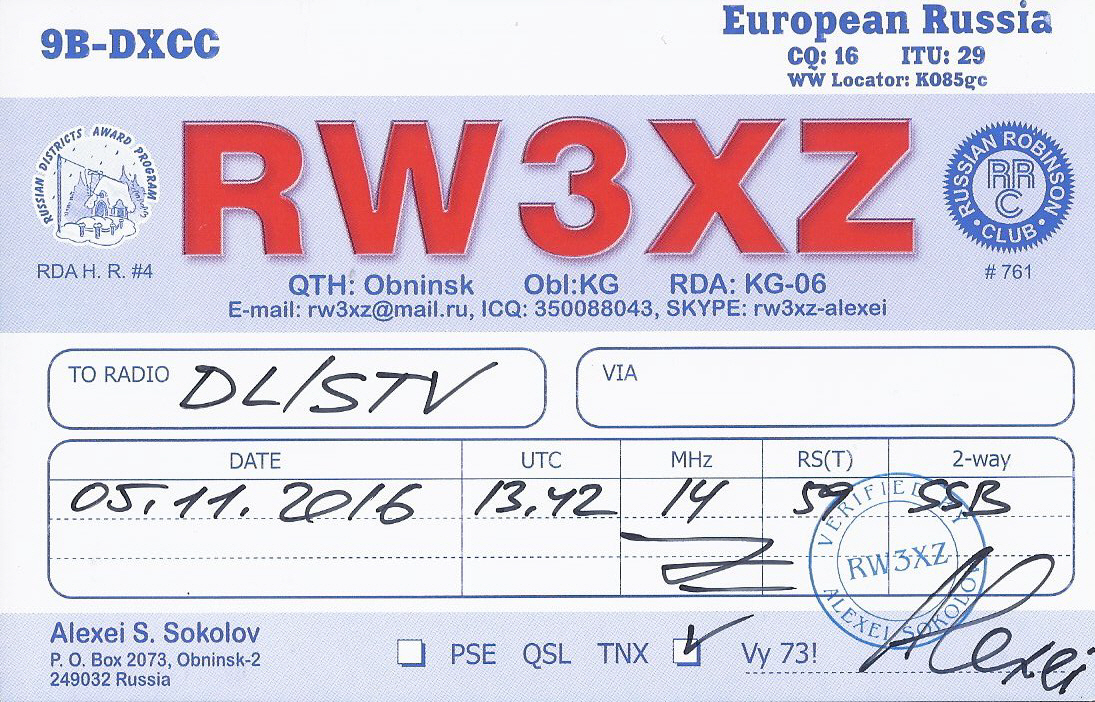 9B-DXCC
European Russia
CQ: 16 ITU: 29
WW Locator: KO85gc
RUSSIAN DISTRICTS AWARD PROGRAM
RDA H. R. #4
RW3XZ
RUSSIAN ROBINSON CLUB
RRC
# 761
QTH: Obninsk Obl:KG RDA: KG-06
E-mail: rw3xz@mail.ru, ICQ: 350088043, SKYPE: rw3xz-alexei
TO RADIO DL/STV
VIA
DATE UTC MHz RS(T) 2-way
05.11.2016 13.42 14 59 SSB
VERIFIED BY
RW3XZ
ALEXEI SOKOLOV
Alexei S. Sokolov
P. O. Box 2073, Obninsk-2
249032 Russia
PSE QSL TNX Vy 73! Alexei